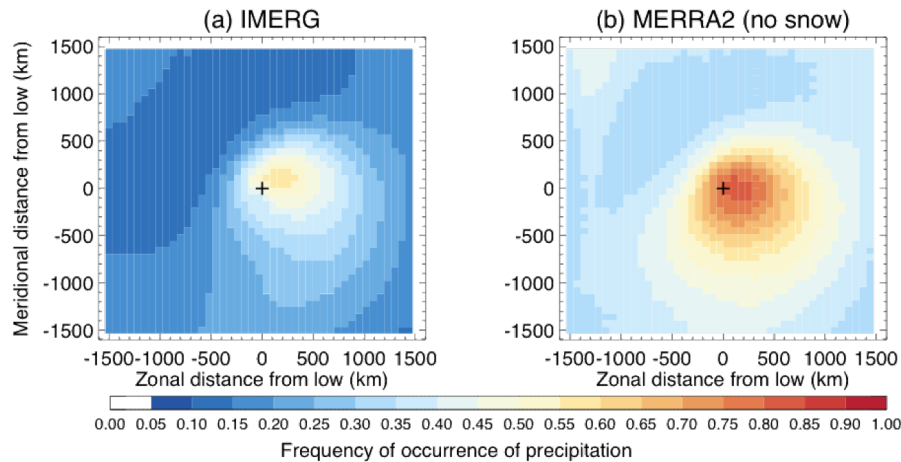 (a) IMERG
(b) MERRA2 (no snow)
Meridional distance from low (km)
1500
1000
500
0
-500
-1000
-1500
1500
1000
500
0
-500
-1000
-1500
-1500 -1000 -500 0 500 1000 1500
-1500 -1000 -500 0 500 1000 1500
Zonal distance from low (km)
Zonal distance from low (km)
0.00 0.05 0.10 0.15 0.20 0.25 0.30 0.35 0.40 0.45 0.50 0.55 0.60 0.65 0.70 0.75 0.80 0.85 0.90 1.00
Frequency of occurrence of precipitation